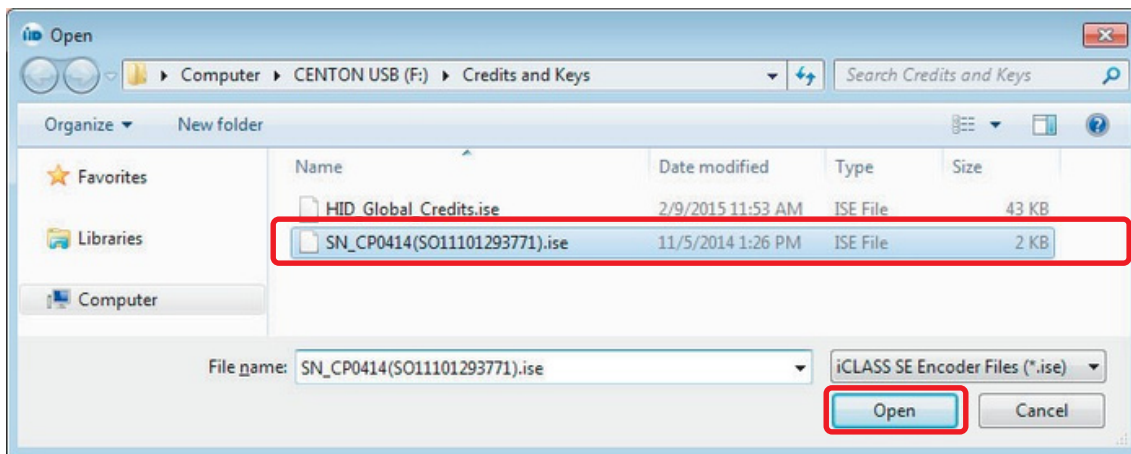 iD Open
Computer CENTON USB (F:) Credits and Keys Search Credits and Keys
Organize New folder
Name Date modified Type Size
Favorites
HID_Global_Credits.ise 2/9/2015 11:53 AM ISE File 43 KB
Libraries
SN_CP0414(SO11101293771).ise 11/5/2014 1:26 PM ISE File 2 KB
Computer
File name: SN_CP0414(SO11101293771).ise iCLASS SE Encoder Files (*.ise)
Open Cancel